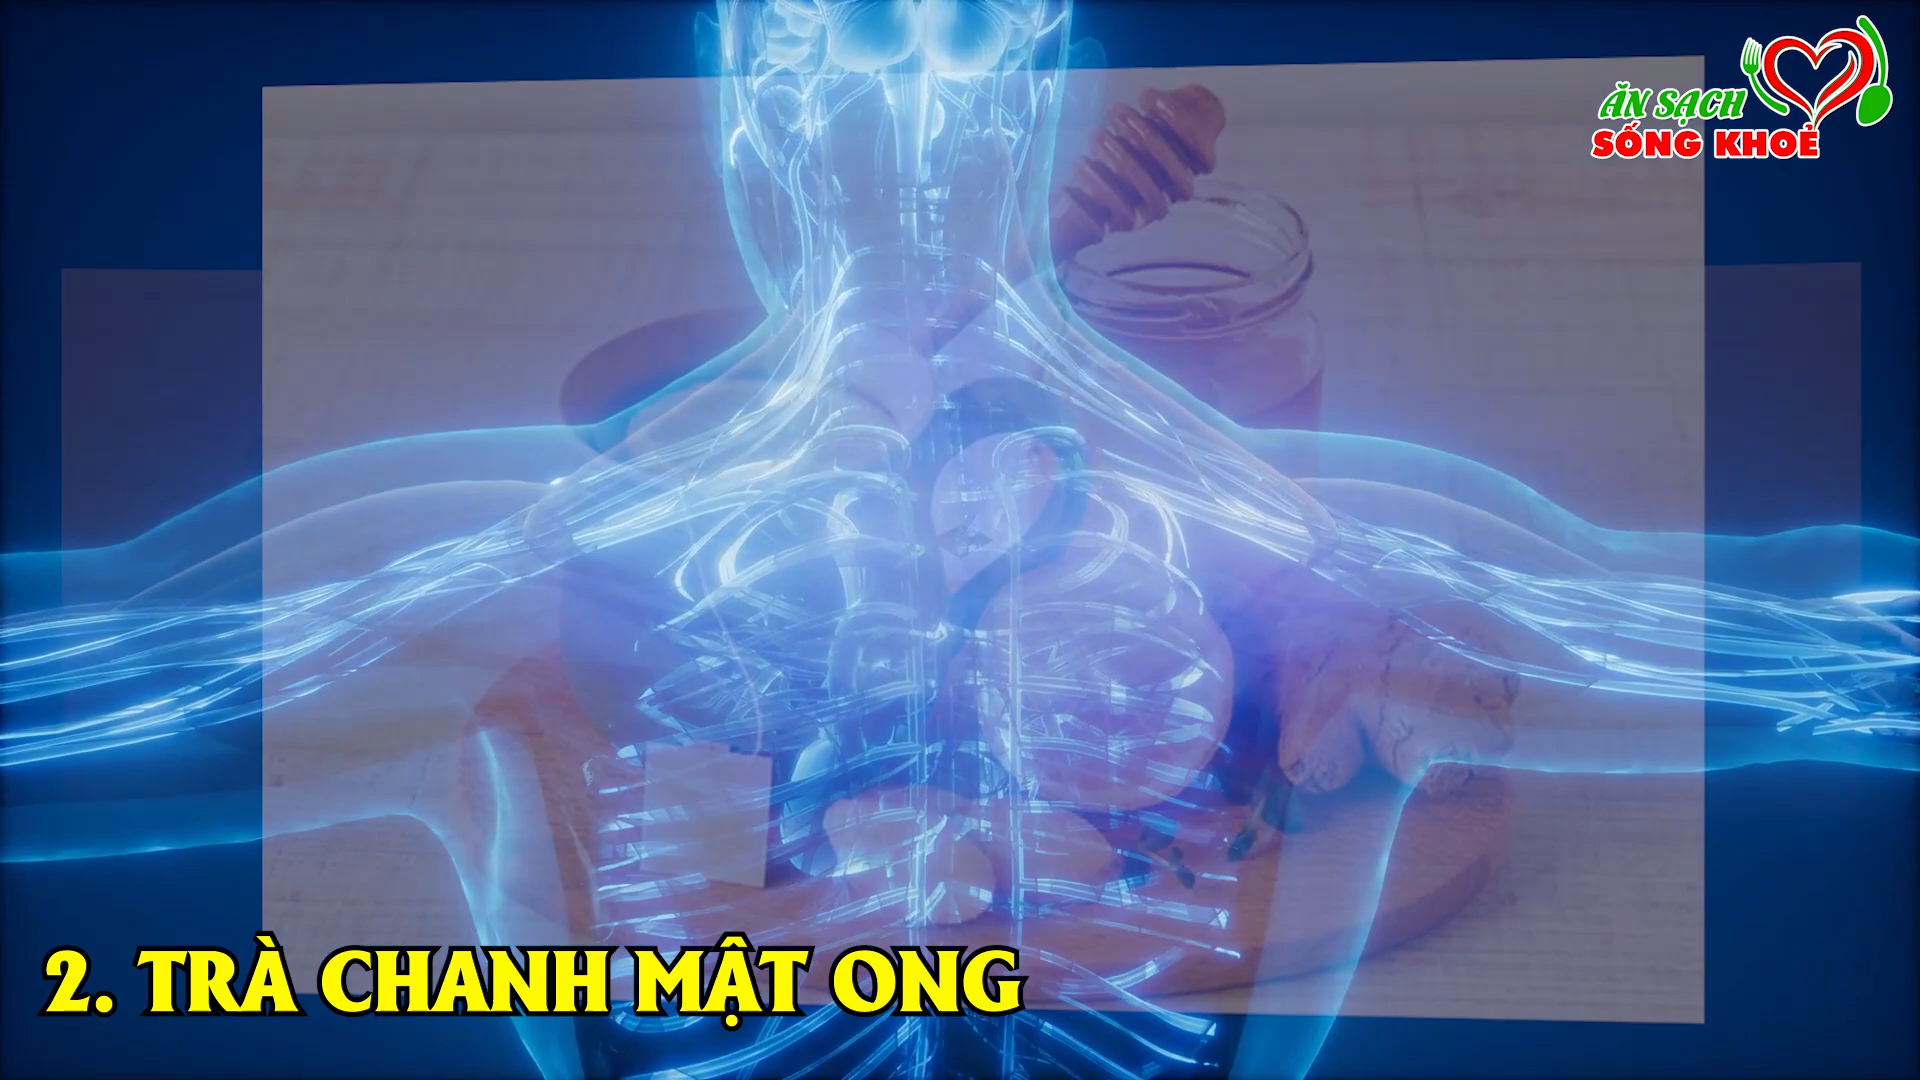 ĂN SẠCH
SỐNG KHOẺ
2. TRÀ CHANH MẬT ONG